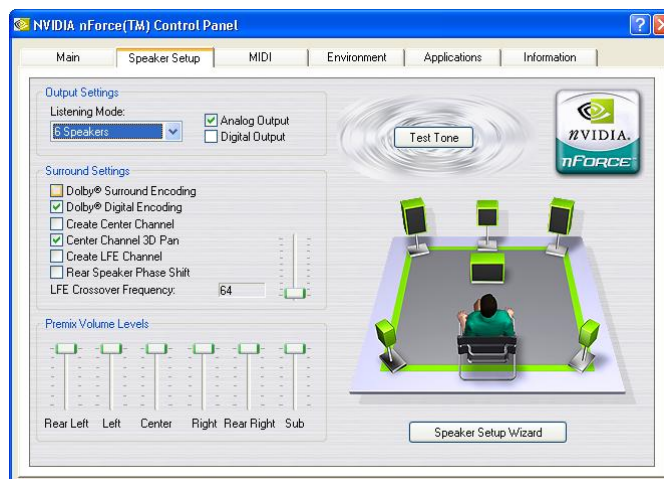 NVIDIA nForce(TM) Control Panel
Main Speaker Setup MIDI Environment Applications Information
Output Settings
Listening Mode:
6 Speakers
Analog Output
Digital Output
Test Tone
nVIDIA.
nFORCE
Surround Settings
Dolby® Surround Encoding
Dolby® Digital Encoding
Create Center Channel
Center Channel 3D Pan
Create LFE Channel
Rear Speaker Phase Shift
LFE Crossover Frequency: 64
Premix Volume Levels
Rear Left Left Center Right Rear Right Sub
Speaker Setup Wizard